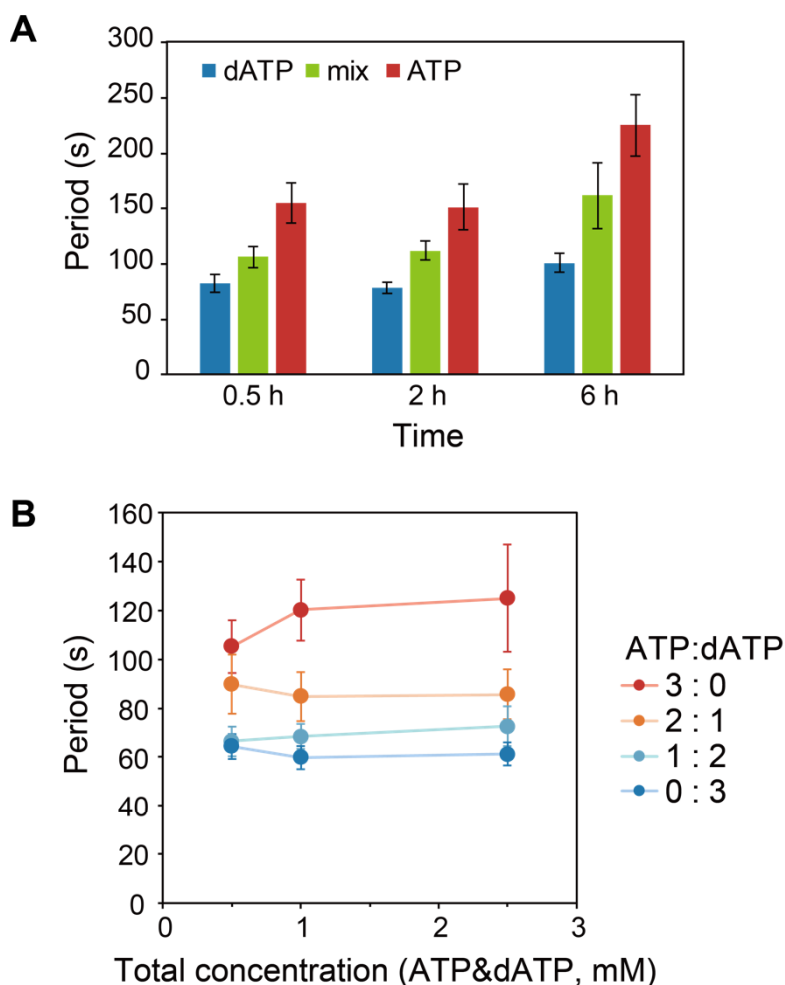 A
300
250
200
150
100
50
0
Period (s)
dATP mix ATP
0.5 h 2 h 6 h
Time
B
160
140
120
100
80
60
40
20
0
Period (s)
0 1 2 3
Total concentration (ATP&dATP, mM)
ATP:dATP
3 : 0
2 : 1
1 : 2
0 : 3